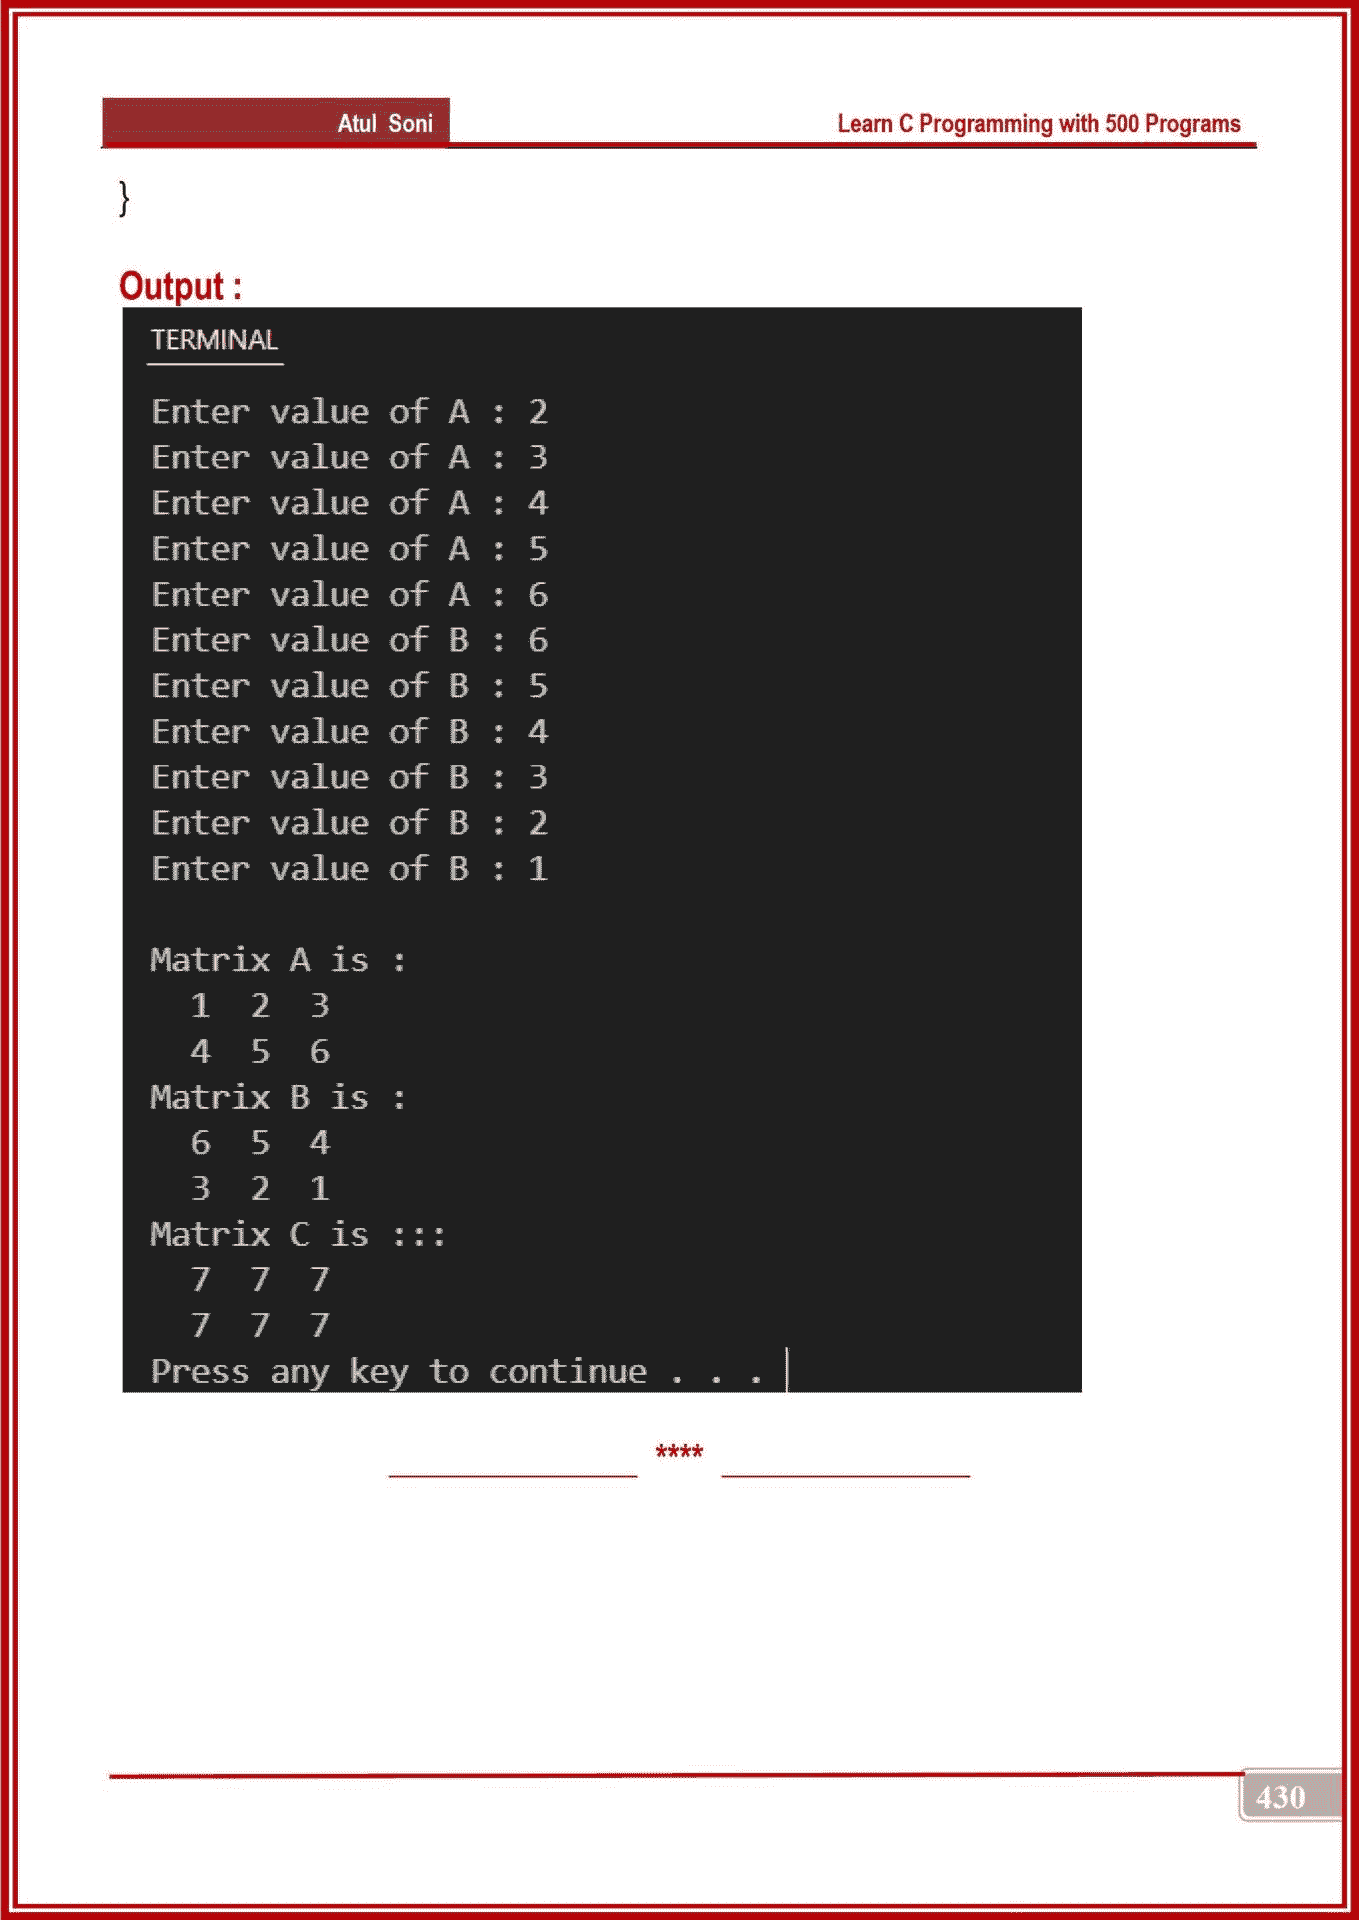 Atul Soni
Learn C Programming with 500 Programs
}
Output :
TERMINAL
Enter value of A : 2
Enter value of A : 3
Enter value of A : 4
Enter value of A : 5
Enter value of A : 6
Enter value of B : 6
Enter value of B : 5
Enter value of B : 4
Enter value of B : 3
Enter value of B : 2
Enter value of B : 1
Matrix A is :
1 2 3
4 5 6
Matrix B is :
6 5 4
3 2 1
Matrix C is :::
7 7 7
7 7 7
Press any key to continue . . .
****
430